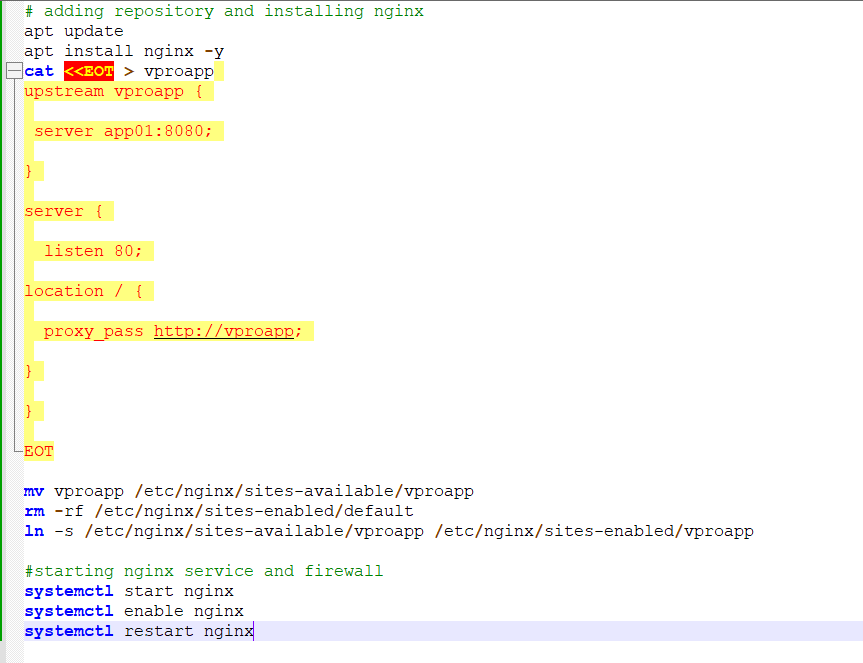 # adding repository and installing nginx
apt update
apt install nginx -y
cat <<EOT > vproapp
upstream vproapp {
server app01:8080;
}
server {
listen 80;
location / {
proxy_pass http://vproapp;
}
}
EOT
mv vproapp /etc/nginx/sites-available/vproapp
rm -rf /etc/nginx/sites-enabled/default
ln -s /etc/nginx/sites-available/vproapp /etc/nginx/sites-enabled/vproapp
#starting nginx service and firewall
systemctl start nginx
systemctl enable nginx
systemctl restart nginx